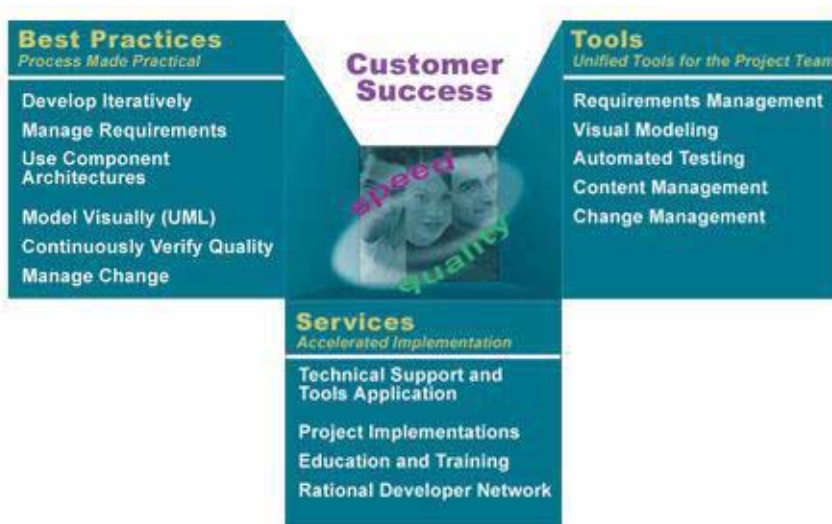 Best Practices
Process Made Practical
Develop Iteratively
Manage Requirements
Use Component
Architectures
Model Visually (UML)
Continuously Verify Quality
Manage Change
Customer
Success
speed
quality
Tools
Unified Tools for the Project Team
Requirements Management
Visual Modeling
Automated Testing
Content Management
Change Management
Services
Accelerated Implementation
Technical Support and
Tools Application
Project Implementations
Education and Training
Rational Developer Network